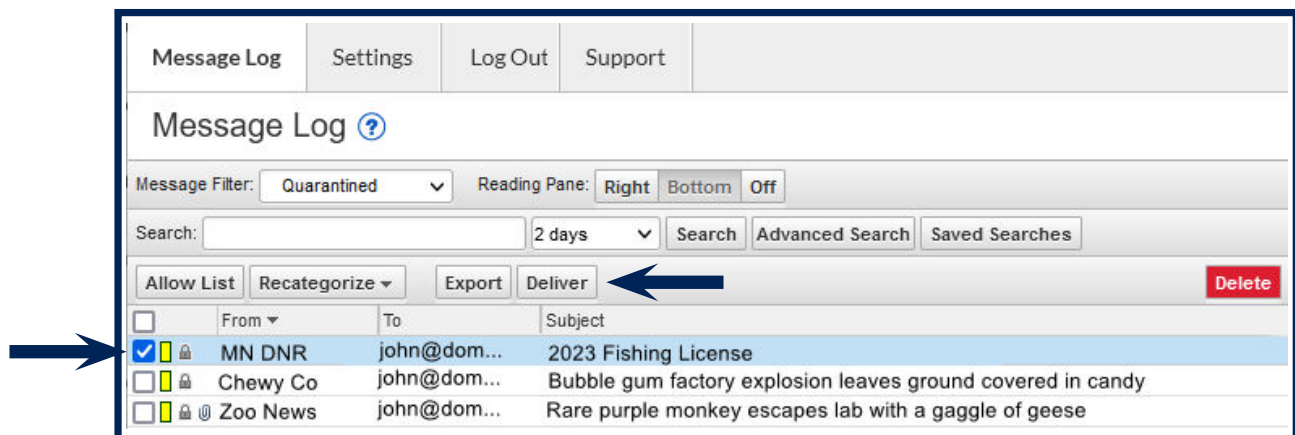 Message Log Settings Log Out Support
Message Log ?
Message Filter: Quarantined Reading Pane: Right Bottom Off
Search: 2 days Search Advanced Search Saved Searches
Allow List Recategorize Export Deliver Delete
From To Subject
MN DNR john@dom... 2023 Fishing License
Chewy Co john@dom... Bubble gum factory explosion leaves ground covered in candy
Zoo News john@dom... Rare purple monkey escapes lab with a gaggle of geese